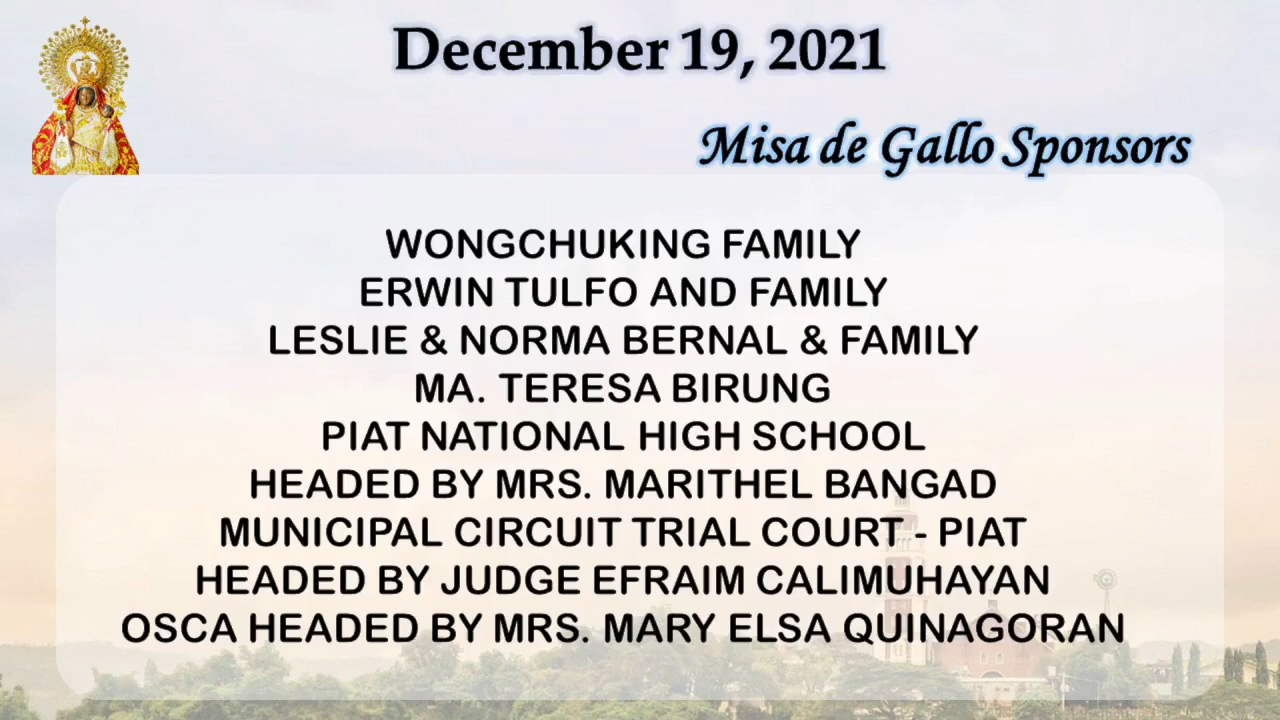 December 19, 2021
Misa de Gallo Sponsors
WONGCHUKING FAMILY
ERWIN TULFO AND FAMILY
LESLIE & NORMA BERNAL & FAMILY
MA. TERESA BIRUNG
PIAT NATIONAL HIGH SCHOOL
HEADED BY MRS. MARITHEL BANGAD
MUNICIPAL CIRCUIT TRIAL COURT - PIAT
HEADED BY JUDGE EFRAIM CALIMUHAYAN
OSCA HEADED BY MRS. MARY ELSA QUINAGORAN